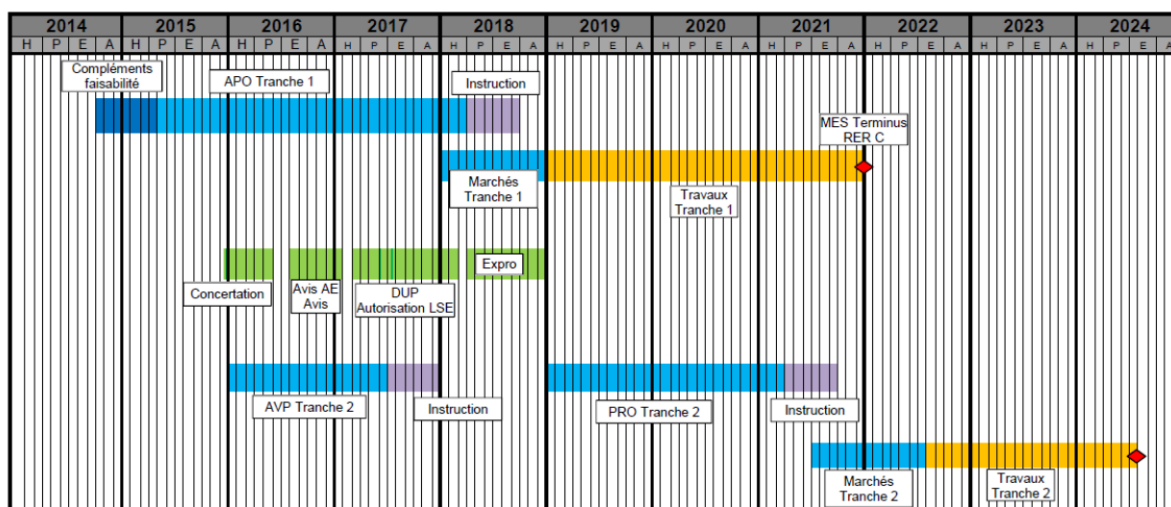 2014 2015 2016 2017 2018 2019 2020 2021 2022 2023 2024
H P E A H P E A H P E A H P E A H P E A H P E A H P E A H P E A H P E A H P E A H P E A
Compléments
faisabilité
APO Tranche 1
Instruction
MES Terminus
RER C
Marchés
Tranche 1
Travaux
Tranche 1
Expro
Concertation
Avis AE
Avis
DUP
Autorisation LSE
AVP Tranche 2
Instruction
PRO Tranche 2
Instruction
Marchés
Tranche 2
Travaux
Tranche 2